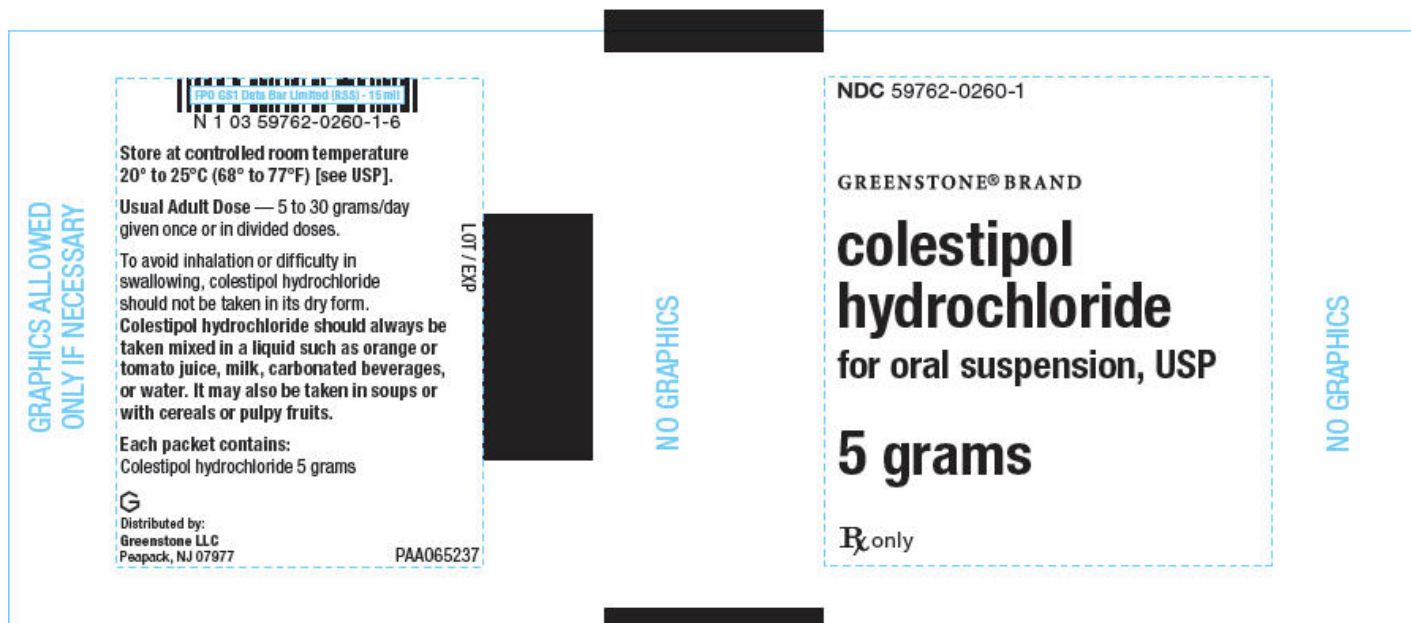 GRAPHICS ALLOWED
ONLY IF NECESSARY
FPO GS1 Data Bar Limited (RSS) - 15 mil
N 1 03 59762-0260-1-6
Store at controlled room temperature
20° to 25°C (68° to 77°F) [see USP].
Usual Adult Dose — 5 to 30 grams/day
given once or in divided doses.
To avoid inhalation or difficulty in
swallowing, colestipol hydrochloride
should not be taken in its dry form.
Colestipol hydrochloride should always be
taken mixed in a liquid such as orange or
tomato juice, milk, carbonated beverages,
or water. It may also be taken in soups or
with cereals or pulpy fruits.
Each packet contains:
Colestipol hydrochloride 5 grams
G
Distributed by:
Greenstone LLC
Peapack, NJ 07977
PAA065237
LOT / EXP
NO GRAPHICS
NDC 59762-0260-1
GREENSTONE® BRAND
colestipol
hydrochloride
for oral suspension, USP
5 grams
℞ only
NO GRAPHICS